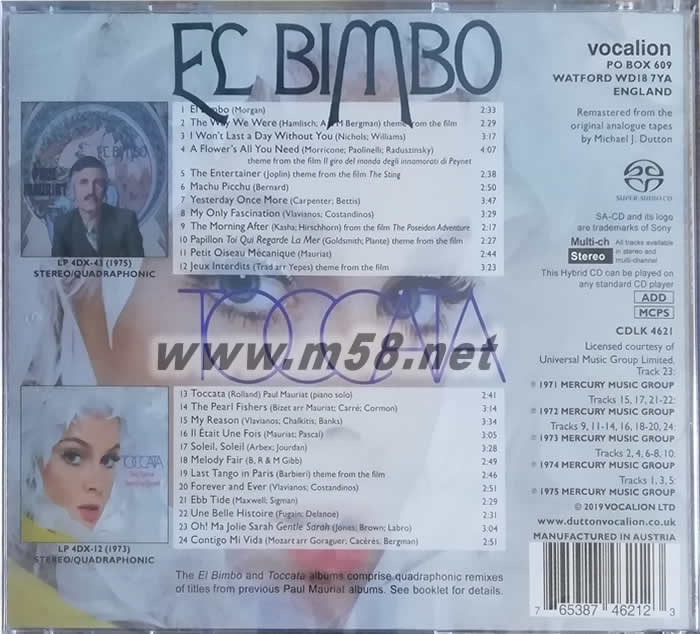 EL BIMBO
1 El Bimbo (Morgan) 2:33
2 The Way We Were (Hamlisch; A & M Bergman) theme from the film 2:29
3 I Won't Last a Day Without You (Nichols; Williams) 3:17
4 A Flower's All You Need (Morricone; Paolinelli; Raduszinsky) 4:07
theme from the film Il giro del mondo degli innamorati di Peynet
5 The Entertainer (Joplin) theme from the film The Sting 2:38
6 Machu Picchu (Bernard) 2:50
7 Yesterday Once More (Carpenter; Bettis) 3:47
8 My Only Fascination (Vlavianos; Costandinos) 3:29
9 The Morning After (Kasha; Hirschhorn) from the film The Poseidon Adventure 2:27
10 Papillon Toi Qui Regarde La Mer (Goldsmith; Plante) theme from the film 3:27
11 Petit Oiseau Mécanique (Mauriat) 2:18
12 Jeux Interdits (Trad arr Yepes) theme from the film 3:23
EL BIMBO
PAUL MAURIAT
LP 4DX-43 (1975)
STEREO/QUADRAPHONIC
TOCCATA
www.m58.net
13 Toccata (Rolland) Paul Mauriat (piano solo) 2:41
14 The Pearl Fishers (Bizet arr Mauriat; Carré; Cormon) 3:14
15 My Reason (Vlavianos; Chalkitis; Banks) 3:34
16 Il Était Une Fois (Mauriat; Pascal) 3:05
17 Soleil, Soleil (Arbex; Jourdan) 2:28
18 Melody Fair (B, R & M Gibb) 2:49
19 Last Tango in Paris (Barbieri) theme from the film 2:46
20 Forever and Ever (Vlavianos; Costandinos) 2:51
21 Ebb Tide (Maxwell; Sigman) 2:29
22 Une Belle Histoire (Fugain; Delanoe) 2:31
23 Oh! Ma Jolie Sarah Gentle Sarah (Jones; Brown; Labro) 3:03
24 Contigo Mi Vida (Mozart arr Goraguer; Cacérès, Bergman) 2:51
TOCCATA
LP 4DX-12 (1973)
STEREO/QUADRAPHONIC
The El Bimbo and Toccata albums comprise quadraphonic remixes
of titles from previous Paul Mauriat albums. See booklet for details.
vocalion
PO BOX 609
WATFORD WD18 7YA
ENGLAND
Remastered from the
original analogue tapes
by Michael J. Dutton
SUPER AUDIO CD
SA-CD and its logo
are trademarks of Sony
Multi-ch
Stereo
All tracks available
in stereo and
multi-channel
This Hybrid CD can be played on
any standard CD player
ADD
MCPS
CDLK 4621
Licensed courtesy of
Universal Music Group Limited.
Track 23:
℗ 1971 MERCURY MUSIC GROUP
Tracks 15, 17, 21-22:
℗ 1972 MERCURY MUSIC GROUP
Tracks 9, 11-14, 16, 18-20, 24:
℗ 1973 MERCURY MUSIC GROUP
Tracks 2, 4, 6-8, 10:
℗ 1974 MERCURY MUSIC GROUP
Tracks 1, 3, 5:
℗ 1975 MERCURY MUSIC GROUP
© 2019 VOCALION LTD
www.duttonvocalion.co.uk
MANUFACTURED IN AUSTRIA
7 65387 46212 3